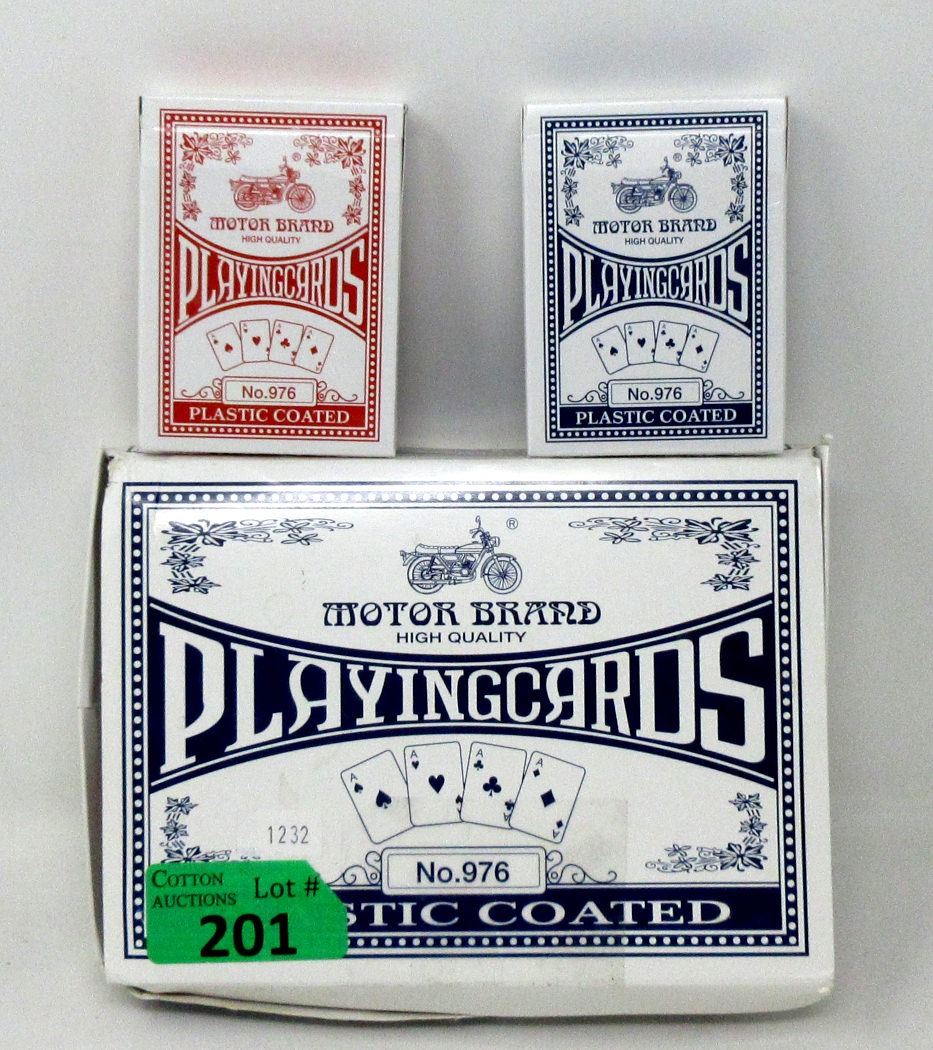 ®
MOTOR BRAND
HIGH QUALITY
PLAYINGCARDS
A A A A
No.976
PLASTIC COATED
®
MOTOR BRAND
HIGH QUALITY
PLAYINGCARDS
A A A A
No.976
PLASTIC COATED
®
MOTOR BRAND
HIGH QUALITY
PLAYINGCARDS
A A A A
A A
1232
No.976
STIC COATED
COTTON
AUCTIONS
Lot #
201